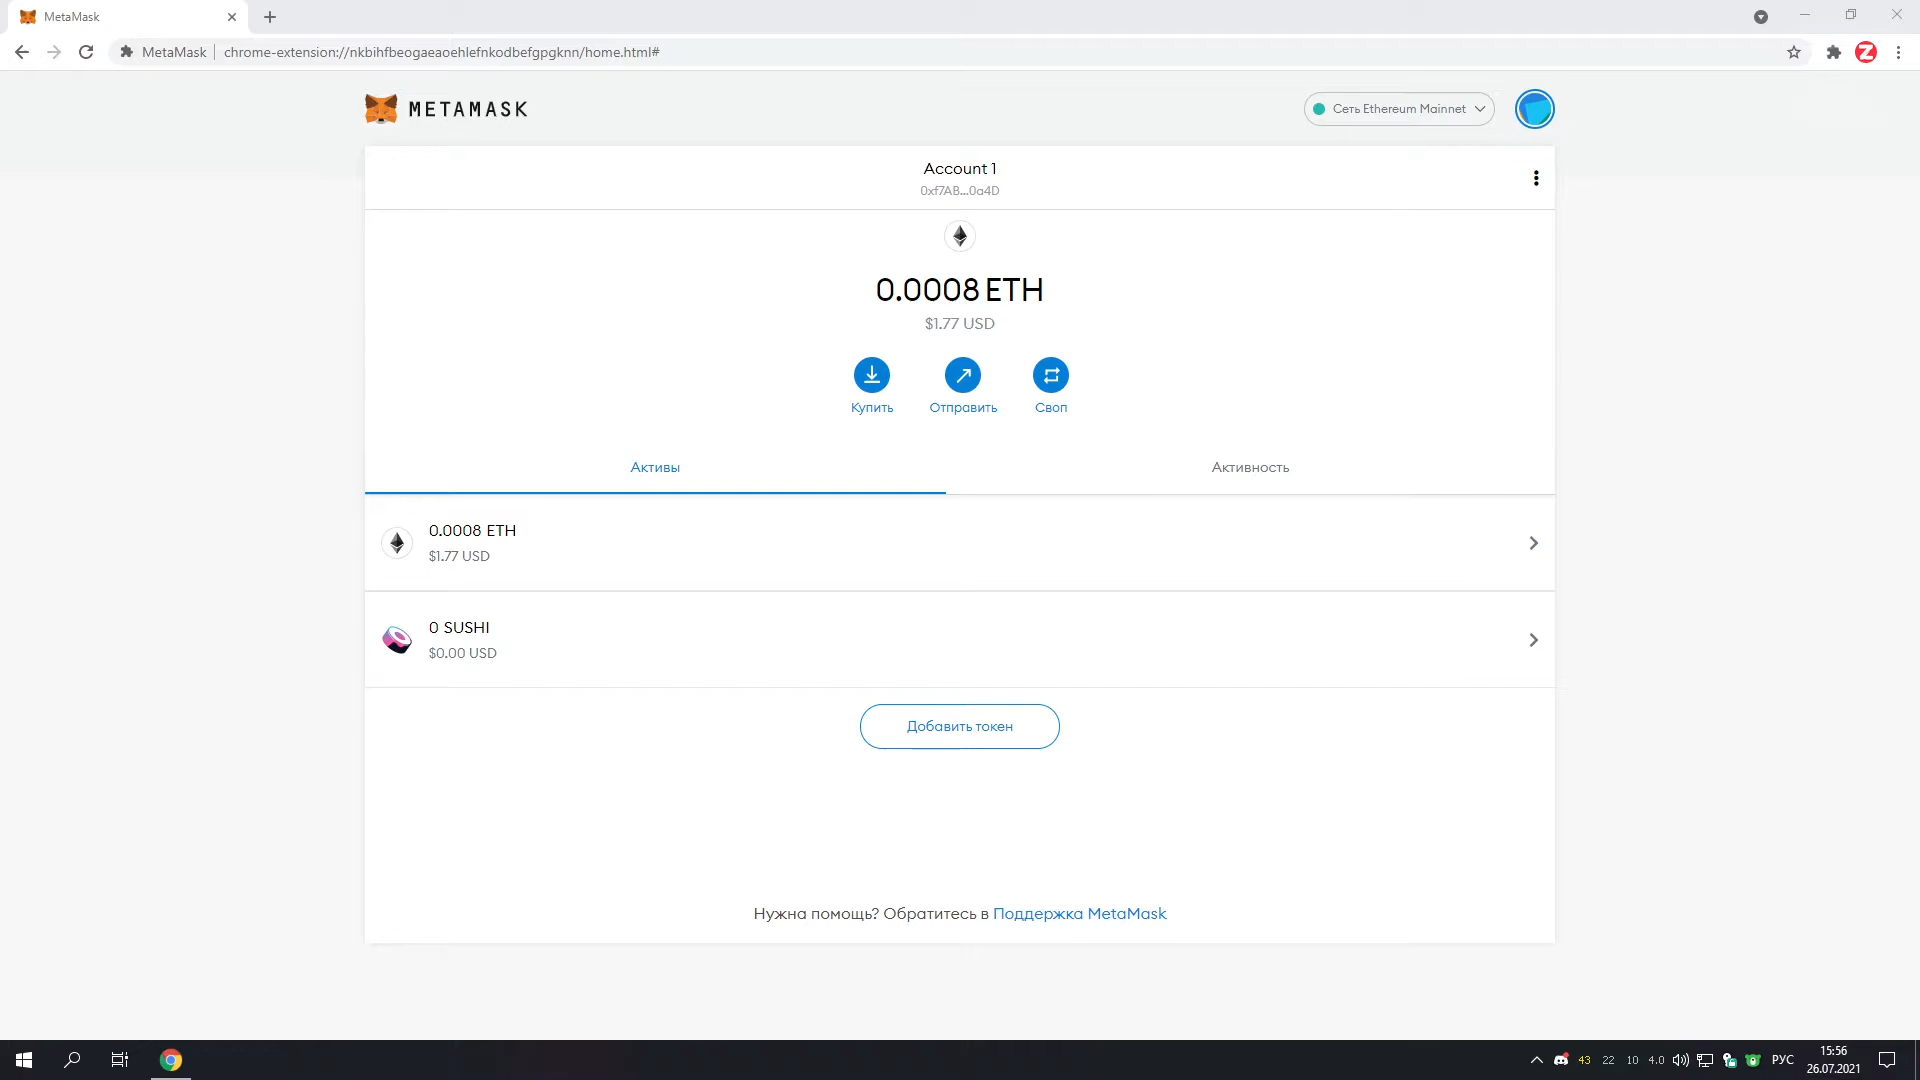 MetaMask
MetaMask
chrome-extension://nkbihfbeogaeaoehlefnkodbefgpgknn/home.html#
METAMASK
Сеть Ethereum Mainnet
Account 1
0xf7AB...0a4D
0.0008 ETH
$1.77 USD
Купить
Отправить
Своп
Активы
Активность
0.0008 ETH
$1.77 USD
0 SUSHI
$0.00 USD
Добавить токен
Нужна помощь? Обратитесь в Поддержка MetaMask
43 22 10 4.0 РУС
15:56
26.07.2021